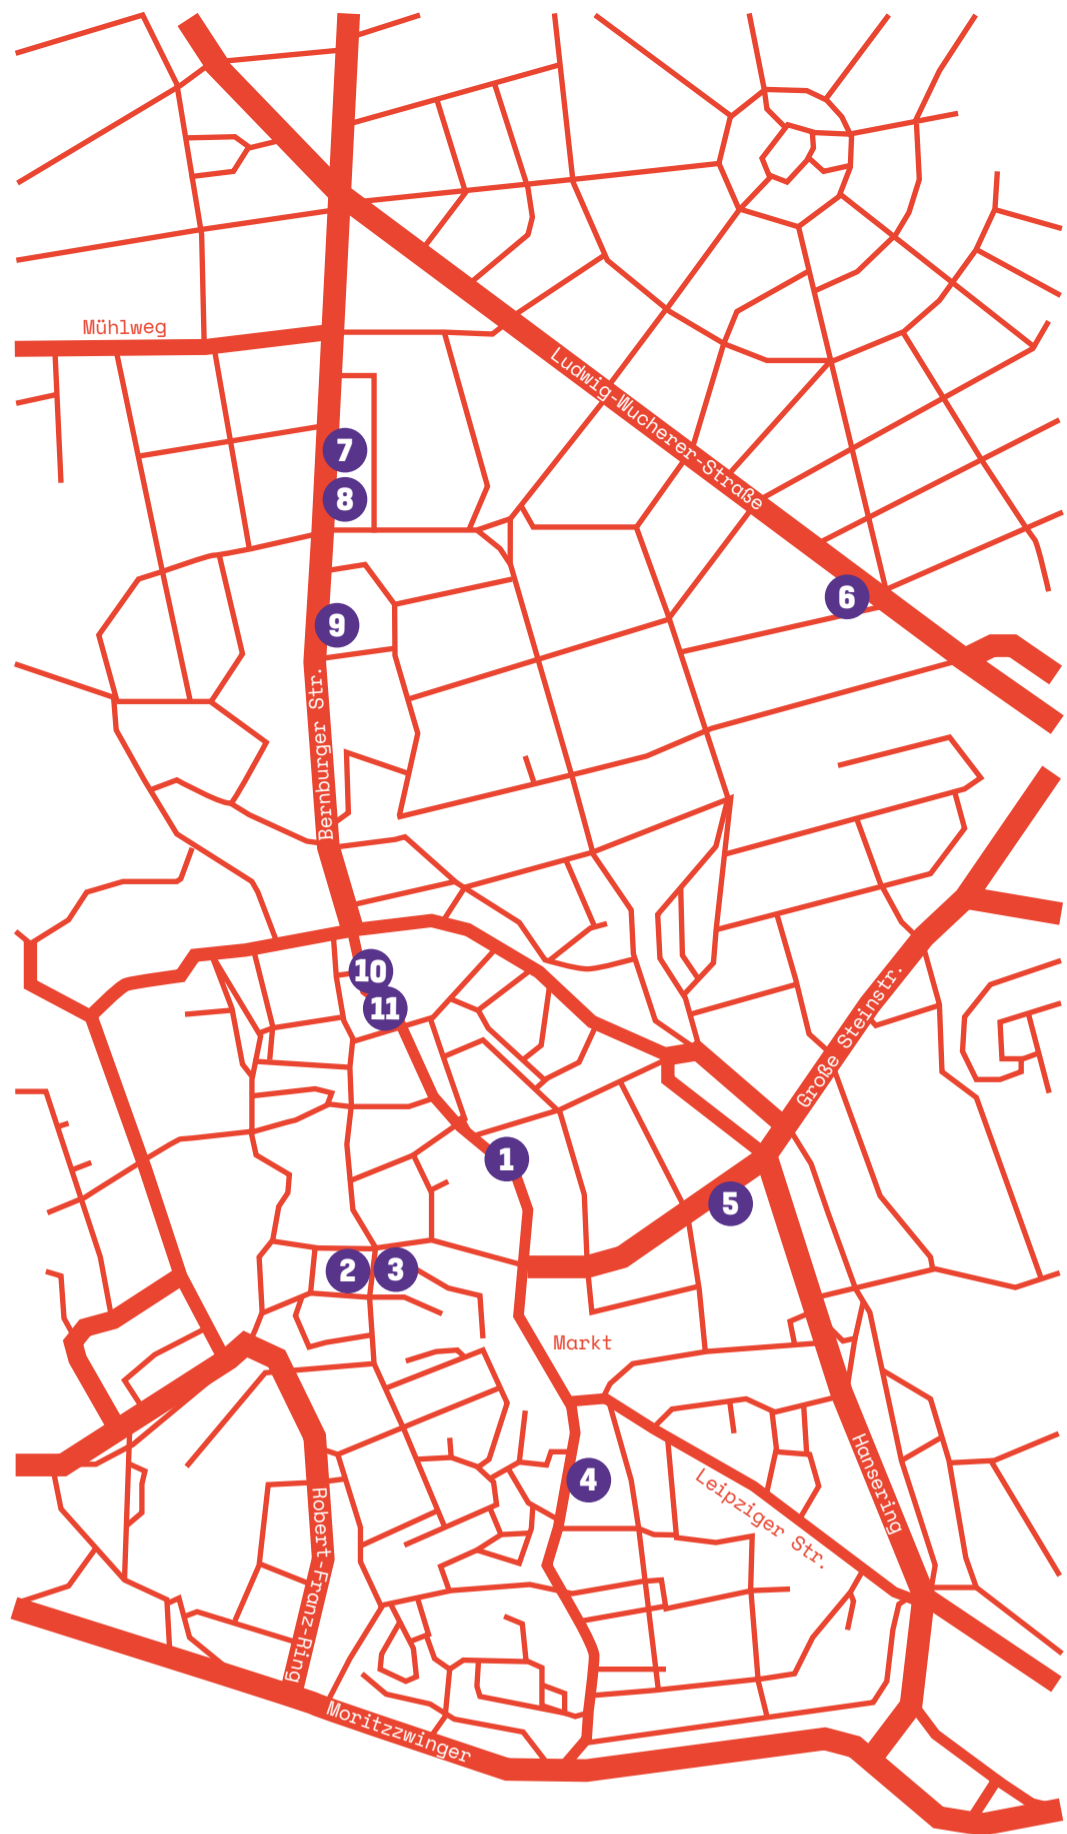 Mühlweg
Ludwig-Wucherer-Straße
7
8
6
9
Bernburger Str.
10
11
Große Steinstr.
1
5
2
3
Markt
4
Hansering
Leipziger Str.
Robert-Franz-Ring
Moritzzwinger